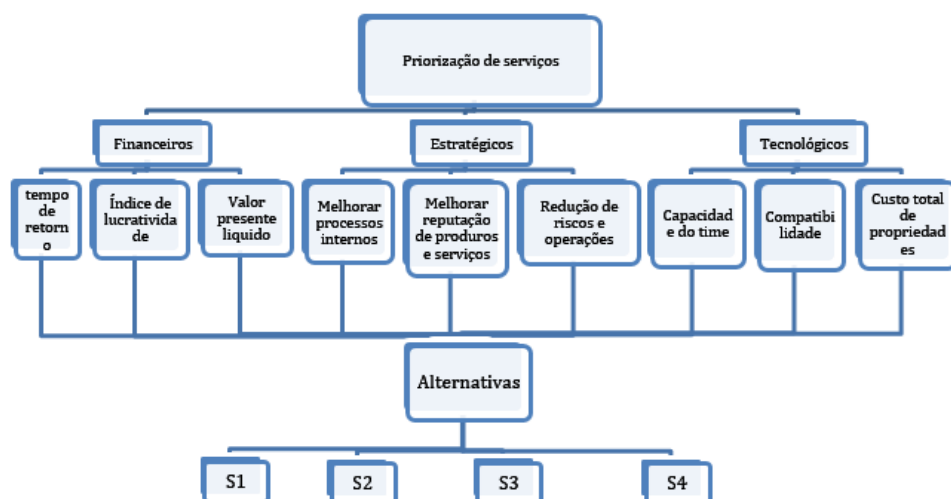 Priorização de serviços
Financeiros
Estratégicos
Tecnológicos
tempo
de
retorn
o
Índice de
lucrativida
de
Valor
presente
liquido
Melhorar
processos
internos
Melhorar
reputação
de produros
e serviços
Redução de
riscos e
operações
Capacidad
e do time
Compatibi
lidade
Custo total
de
propriedad
es
Alternativas
S1
S2
S3
S4